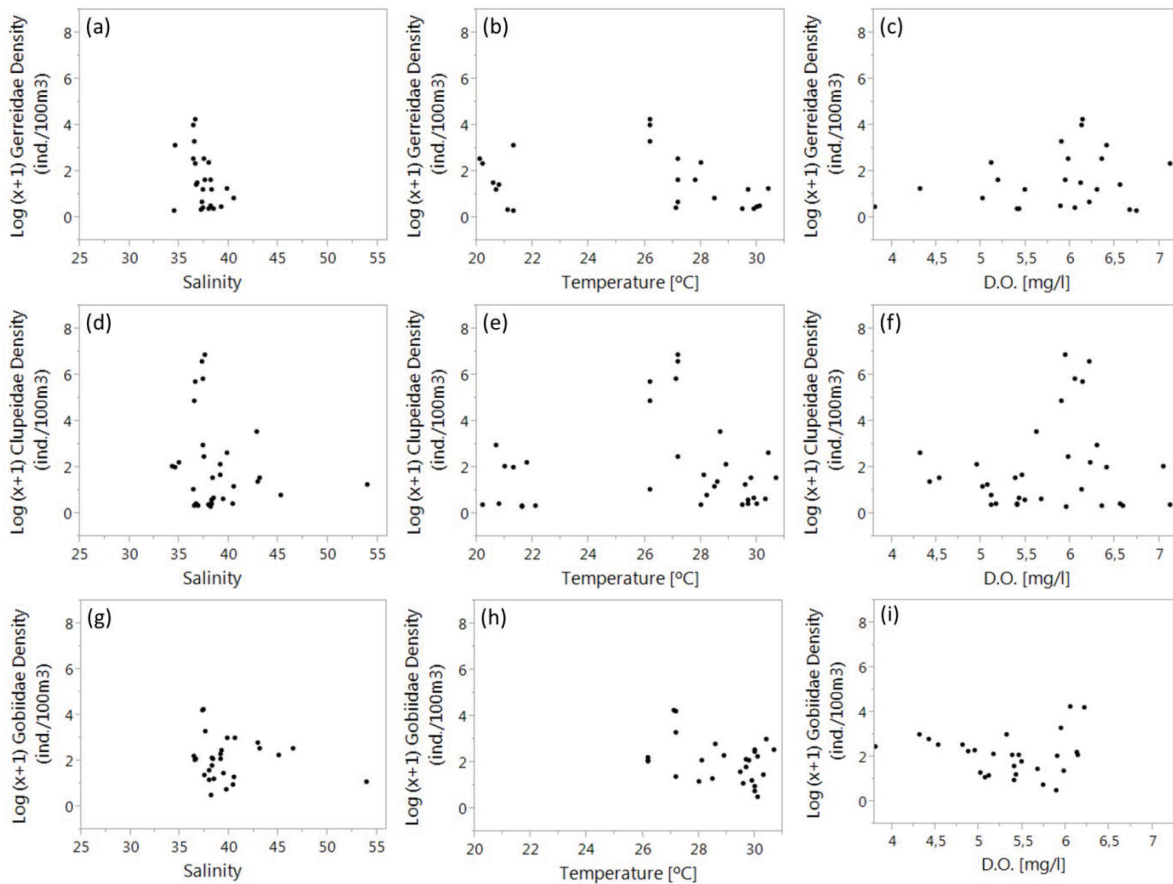 (a)
Log (x+1) Gerreidae Density
(ind./100m3)
8
6
4
2
0
25 30 35 40 45 50 55
Salinity
(b)
Log (x+1) Gerreidae Density
(ind./100m3)
8
6
4
2
0
20 22 24 26 28 30
Temperature [ºC]
(c)
Log (x+1) Gerreidae Density
(ind./100m3)
8
6
4
2
0
4 4,5 5 5,5 6 6,5 7
D.O. [mg/l]
(d)
Log (x+1) Clupeidae Density
(ind./100m3)
8
6
4
2
0
25 30 35 40 45 50 55
Salinity
(e)
Log (x+1) Clupeidae Density
(ind./100m3)
8
6
4
2
0
20 22 24 26 28 30
Temperature [ºC]
(f)
Log (x+1) Clupeidae Density
(ind./100m3)
8
6
4
2
0
4 4,5 5 5,5 6 6,5 7
D.O. [mg/l]
(g)
Log (x+1) Gobiidae Density
(ind./100m3)
8
6
4
2
0
25 30 35 40 45 50 55
Salinity
(h)
Log (x+1) Gobiidae Density
(ind./100m3)
8
6
4
2
0
20 22 24 26 28 30
Temperature [ºC]
(i)
Log (x+1) Gobiidae Density
(ind./100m3)
8
6
4
2
0
4 4,5 5 5,5 6 6,5 7
D.O. [mg/l]